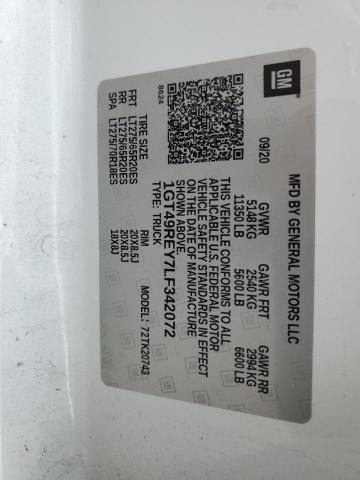 GM
MFD BY GENERAL MOTORS LLC
09/20 GVWR GAWR FRT GAWR RR
5148 KG 2540 KG 2994 KG
11350 LB 5600 LB 6600 LB
THIS VEHICLE CONFORMS TO ALL
APPLICABLE U.S. FEDERAL MOTOR
VEHICLE SAFETY STANDARDS IN EFFECT
ON THE DATE OF MANUFACTURE
SHOWN ABOVE.
1GT49REY7LF342072
TYPE: TRUCK MODEL: 72TK20743
8624
TIRE SIZE RIM
FRT LT275/65R20ES 20X8.5J
RR LT275/65R20ES 20X8.5J
SPA LT275/70R18ES 18X8J